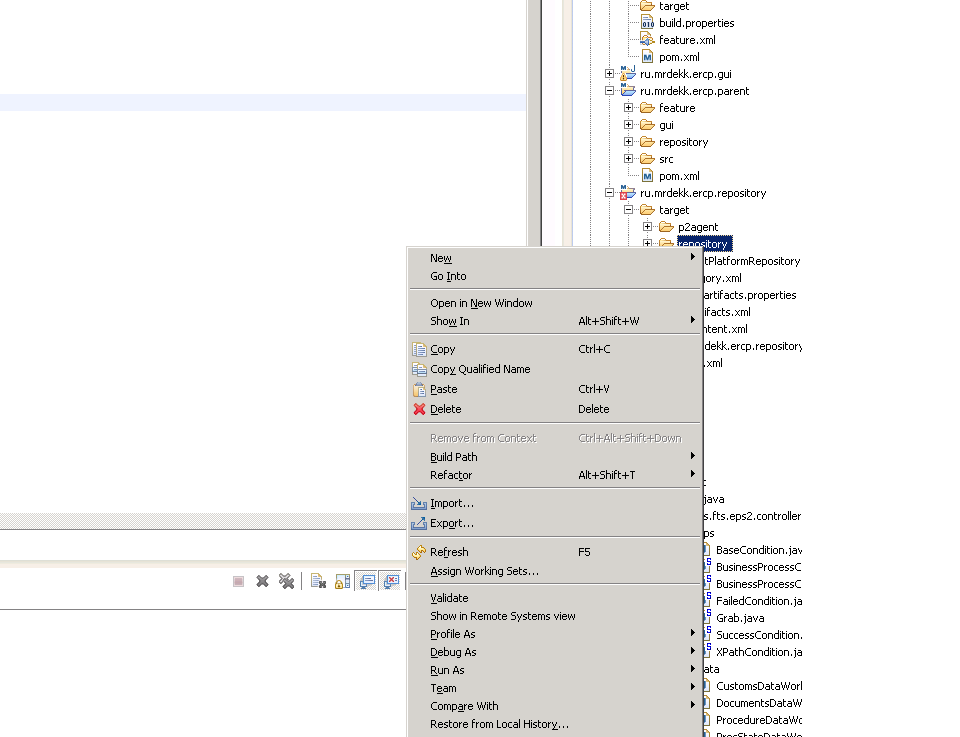 target
build.properties
feature.xml
pom.xml
ru.mrdekk.ercp.gui
ru.mrdekk.ercp.parent
feature
gui
repository
src
pom.xml
ru.mrdekk.ercp.repository
target
p2agent
repository
New
tPlatformRepository
Go Into
ory.xml
artifacts.properties
Open in New Window
ifacts.xml
Show In Alt+Shift+W
ntent.xml
dekk.ercp.repository
Copy Ctrl+C
.xml
Copy Qualified Name
Paste Ctrl+V
Delete Delete
Remove from Context Ctrl+Alt+Shift+Down
Build Path
Refactor Alt+Shift+T
java
Import...
s.fts.eps2.controller
Export...
ps
Refresh F5
BaseCondition.jav
Assign Working Sets...
BusinessProcessC
BusinessProcessC
Validate
FailedCondition.ja
Show in Remote Systems view
Grab.java
Profile As
SuccessCondition.
Debug As
XPathCondition.ja
Run As
ata
Team
CustomsDataWorl
Compare With
DocumentsDataW
Restore from Local History...
ProcedureDataWo
ProcStateDataWo